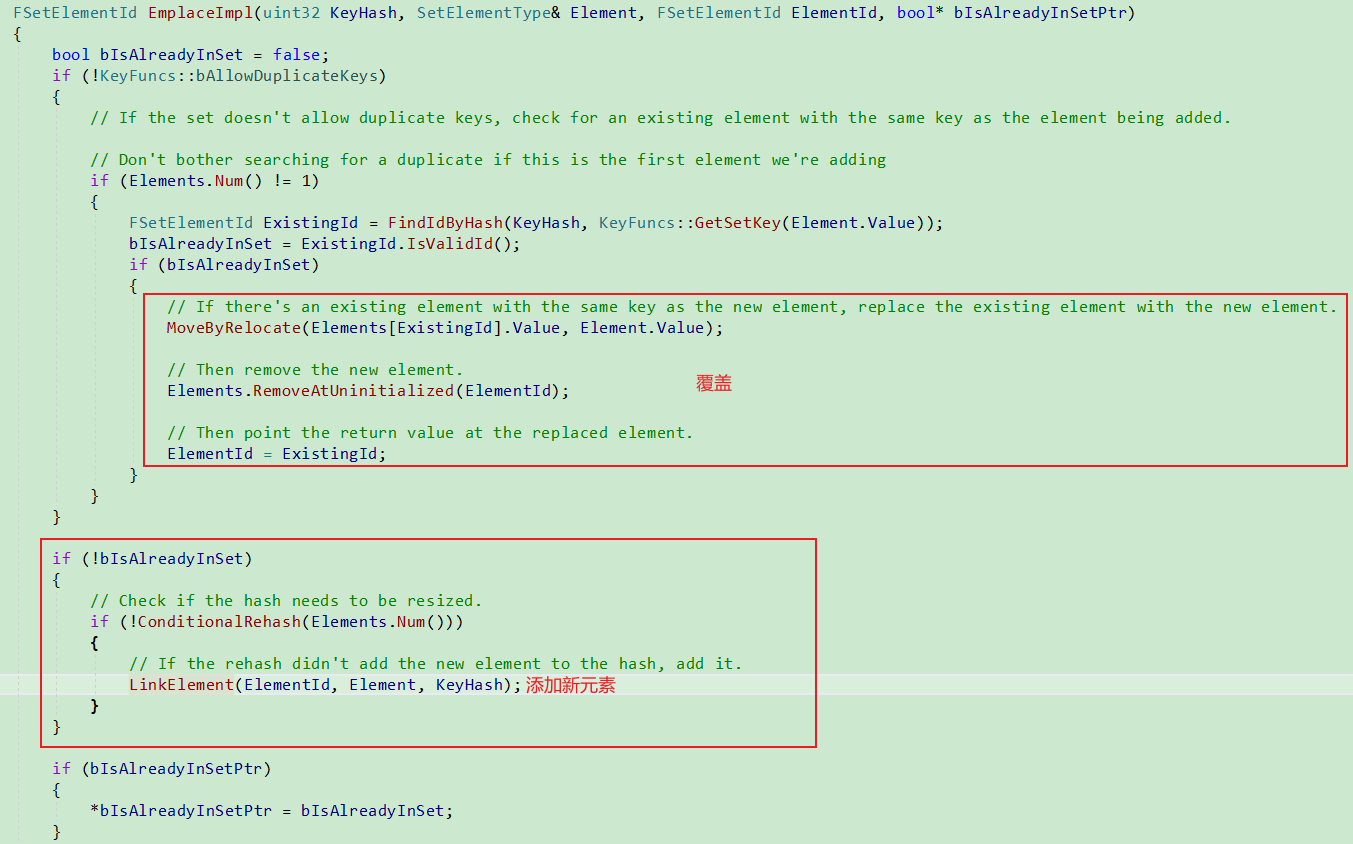 FSetElementId EmplaceImpl(uint32 KeyHash, SetElementType& Element, FSetElementId ElementId, bool* bIsAlreadyInSetPtr)
{
bool bIsAlreadyInSet = false;
if (!KeyFuncs::bAllowDuplicateKeys)
{
// If the set doesn't allow duplicate keys, check for an existing element with the same key as the element being added.
// Don't bother searching for a duplicate if this is the first element we're adding
if (Elements.Num() != 1)
{
FSetElementId ExistingId = FindIdByHash(KeyHash, KeyFuncs::GetSetKey(Element.Value));
bIsAlreadyInSet = ExistingId.IsValidId();
if (bIsAlreadyInSet)
{
// If there's an existing element with the same key as the new element, replace the existing element with the new element.
MoveByRelocate(Elements[ExistingId].Value, Element.Value);
// Then remove the new element.
Elements.RemoveAtUninitialized(ElementId);
覆盖
// Then point the return value at the replaced element.
ElementId = ExistingId;
}
}
}
if (!bIsAlreadyInSet)
{
// Check if the hash needs to be resized.
if (!ConditionalRehash(Elements.Num()))
{
// If the rehash didn't add the new element to the hash, add it.
LinkElement(ElementId, Element, KeyHash); 添加新元素
}
}
if (bIsAlreadyInSetPtr)
{
*bIsAlreadyInSetPtr = bIsAlreadyInSet;
}